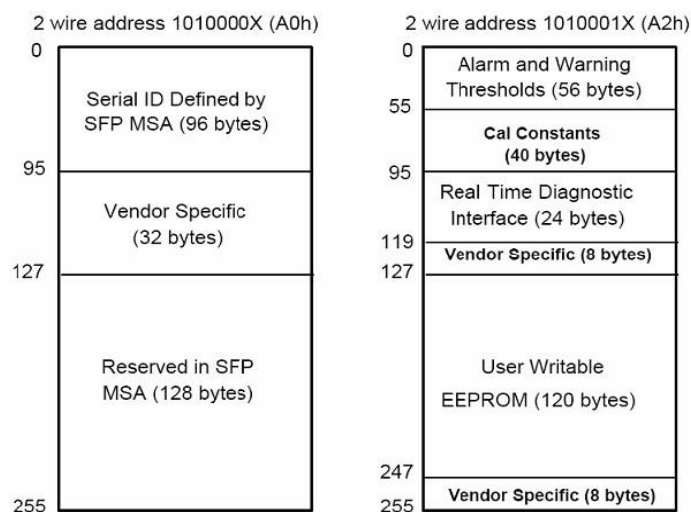 2 wire address 1010000X (A0h)
0
Serial ID Defined by
SFP MSA (96 bytes)
95
Vendor Specific
(32 bytes)
127
Reserved in SFP
MSA (128 bytes)
255
2 wire address 1010001X (A2h)
0
Alarm and Warning
Thresholds (56 bytes)
55
Cal Constants
(40 bytes)
95
Real Time Diagnostic
Interface (24 bytes)
119
Vendor Specific (8 bytes)
127
User Writable
EEPROM (120 bytes)
247
Vendor Specific (8 bytes)
255